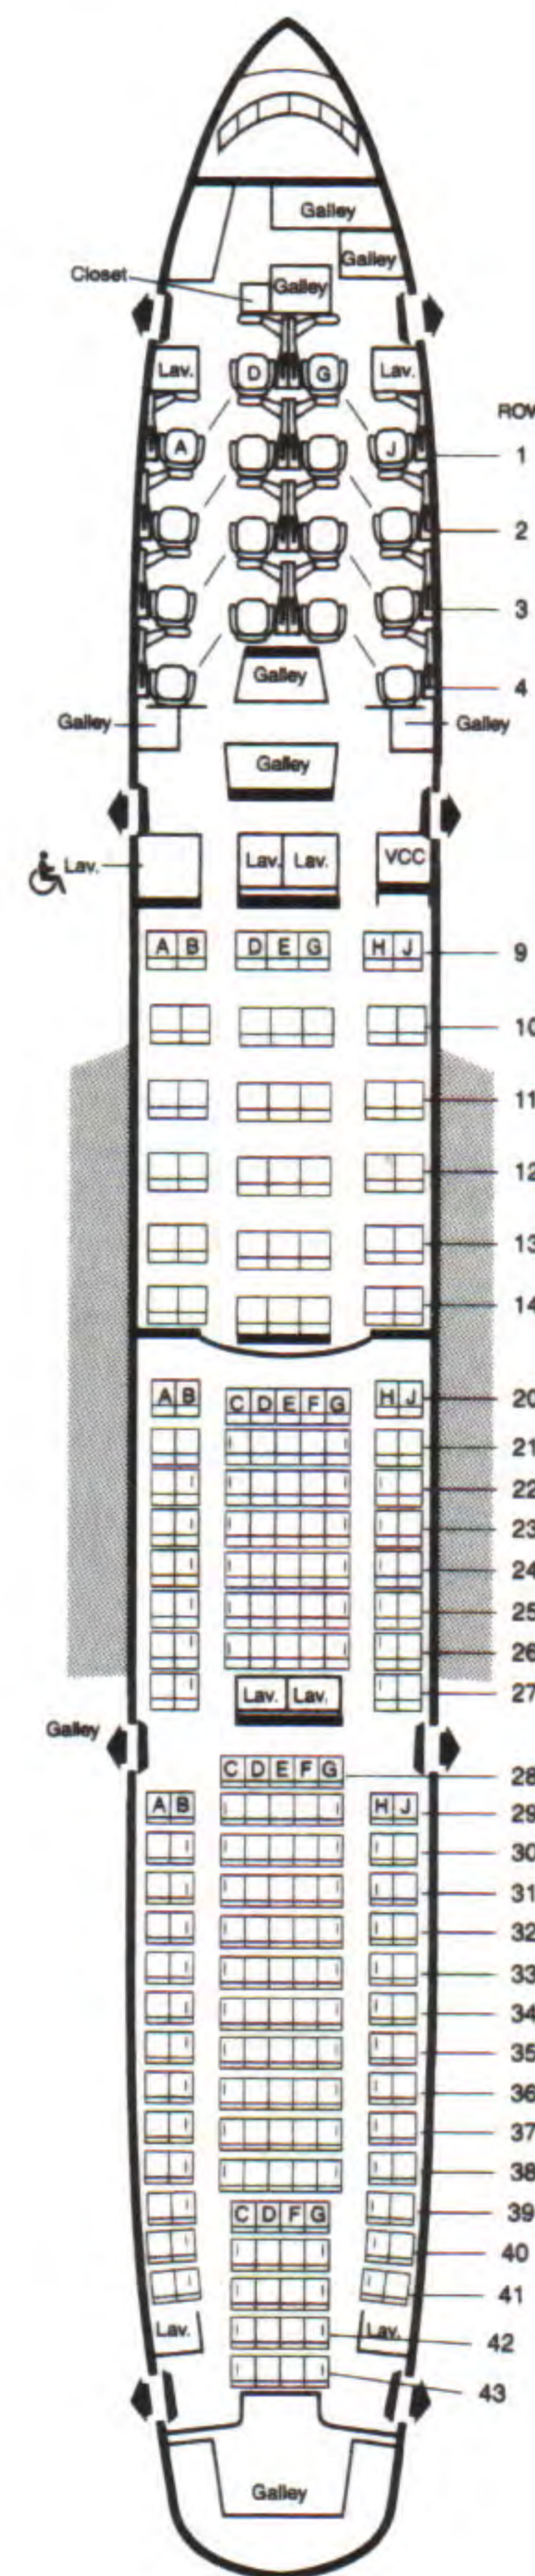 Galley
Galley
Closet
Galley
Lav.
D
G
Lav.
ROW
A
J
1
2
3
Galley
4
Galley
Galley
Galley
Lav.
Lav.
Lav.
VCC
A B
D E G
H J
9
10
11
12
13
14
A B
C D E F G
H J
20
21
22
23
24
25
26
Lav.
Lav.
27
Galley
C D E F G
28
A B
H J
29
30
31
32
33
34
35
36
37
38
C D F G
39
40
41
Lav.
Lav.
42
43
Galley